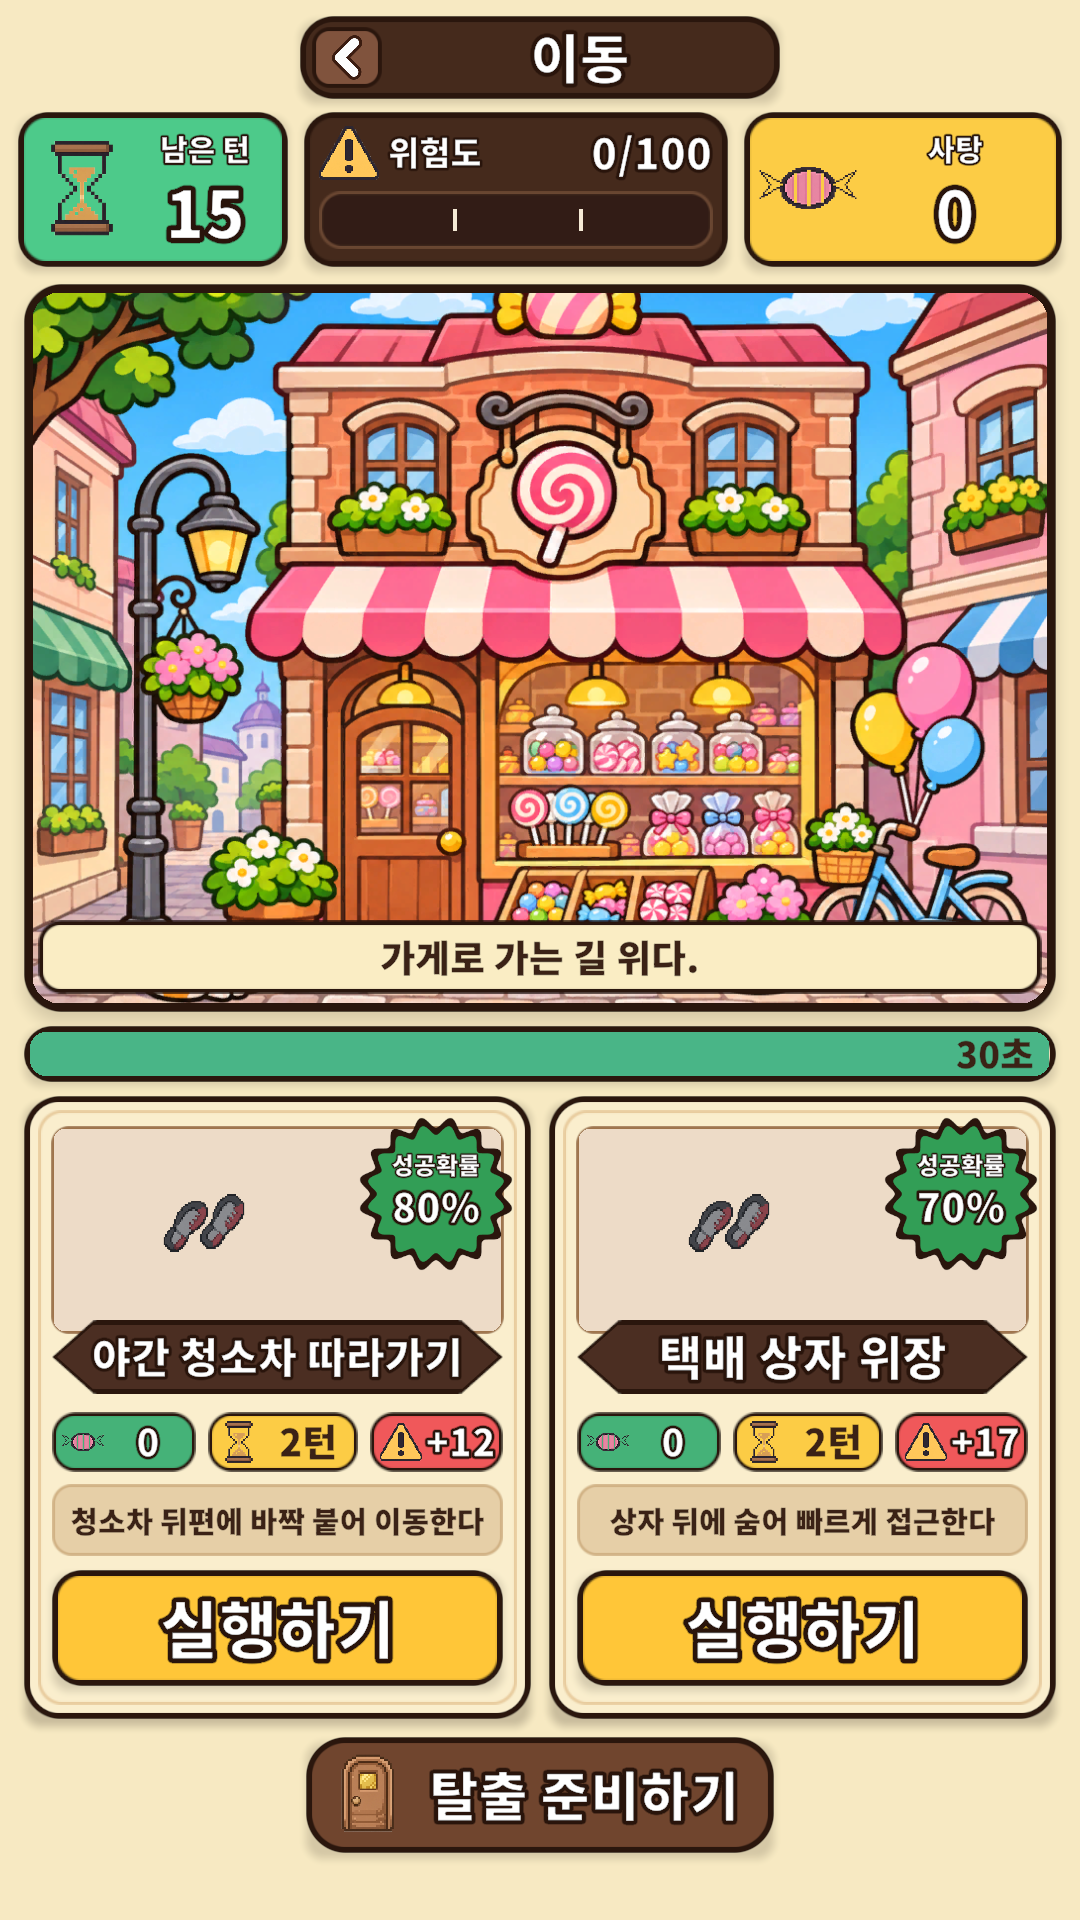 이동
남은 턴
15
위험도 0/100
사탕
0
가게로 가는 길 위다.
30초
성공확률
80%
야간 청소차 따라가기
0 2턴 +12
청소차 뒤편에 바짝 붙어 이동한다
실행하기
성공확률
70%
택배 상자 위장
0 2턴 +17
상자 뒤에 숨어 빠르게 접근한다
실행하기
탈출 준비하기